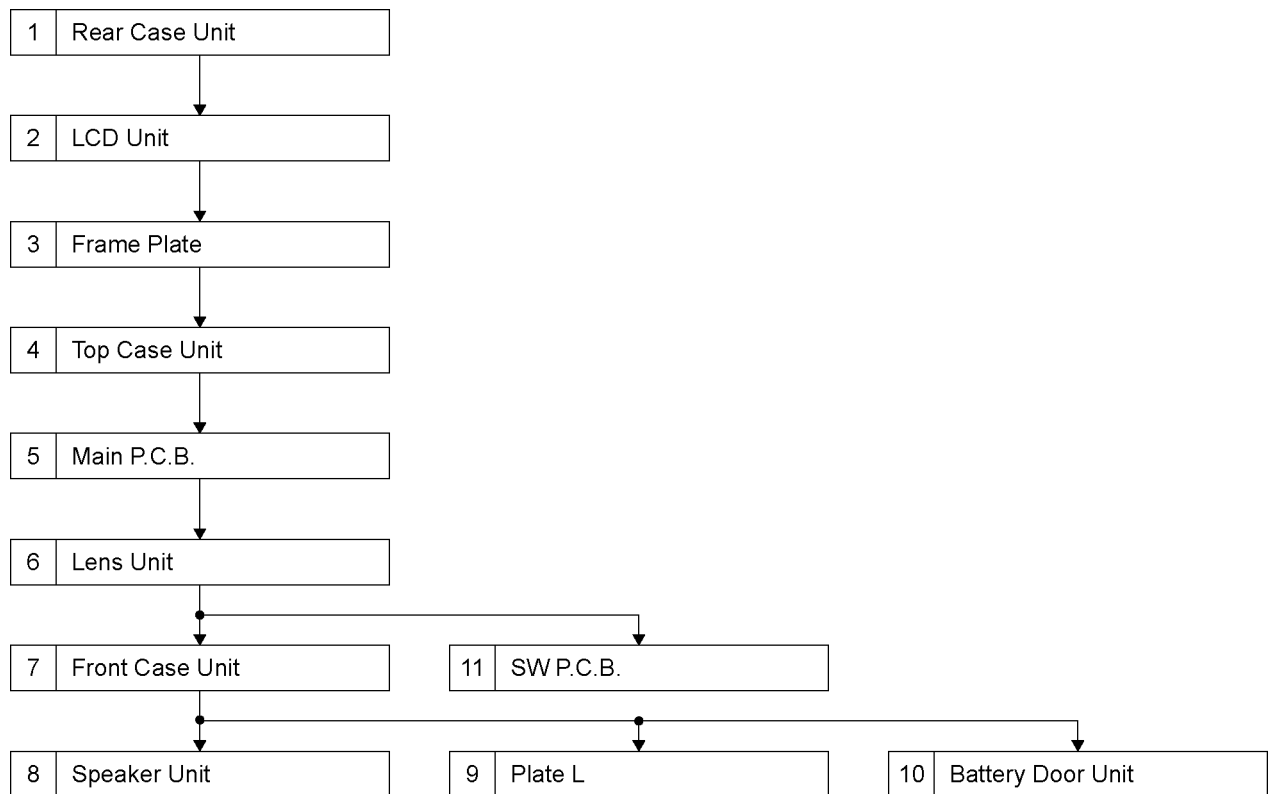 1 Rear Case Unit
2 LCD Unit
3 Frame Plate
4 Top Case Unit
5 Main P.C.B.
6 Lens Unit
7 Front Case Unit 11 SW P.C.B.
8 Speaker Unit 9 Plate L 10 Battery Door Unit